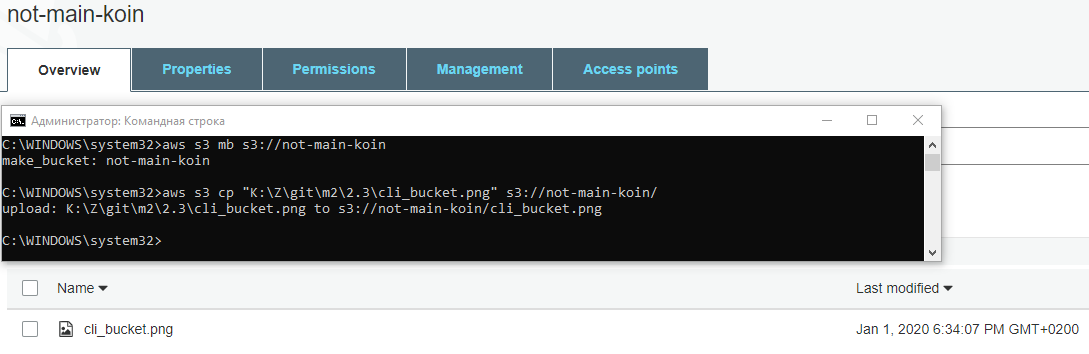 not-main-koin
Overview Properties Permissions Management Access points
Администратор: Командная строка
C:\WINDOWS\system32>aws s3 mb s3://not-main-koin
make_bucket: not-main-koin
C:\WINDOWS\system32>aws s3 cp "K:\Z\git\m2\2.3\cli_bucket.png" s3://not-main-koin/
upload: K:\Z\git\m2\2.3\cli_bucket.png to s3://not-main-koin/cli_bucket.png
C:\WINDOWS\system32>
Name Last modified
cli_bucket.png Jan 1, 2020 6:34:07 PM GMT+0200